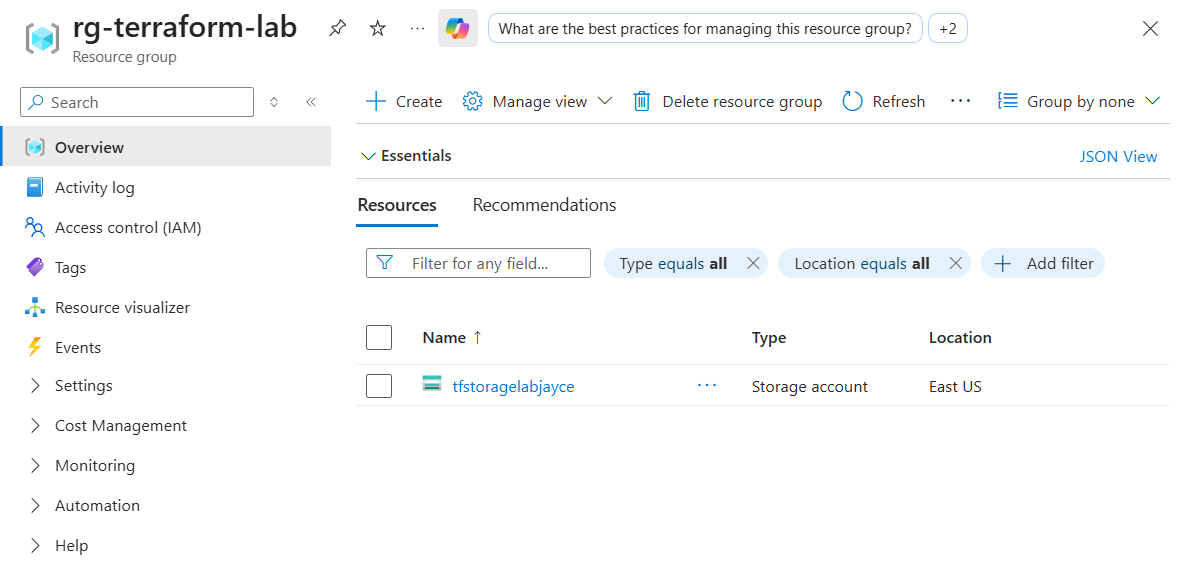 rg-terraform-lab
Resource group
What are the best practices for managing this resource group?
+2
Search
Overview
Activity log
Access control (IAM)
Tags
Resource visualizer
Events
Settings
Cost Management
Monitoring
Automation
Help
Create Manage view Delete resource group Refresh ... Group by none
Essentials JSON View
Resources Recommendations
Filter for any field... Type equals all Location equals all Add filter
Name ↑ Type Location
tfstoragelabjayce ... Storage account East US